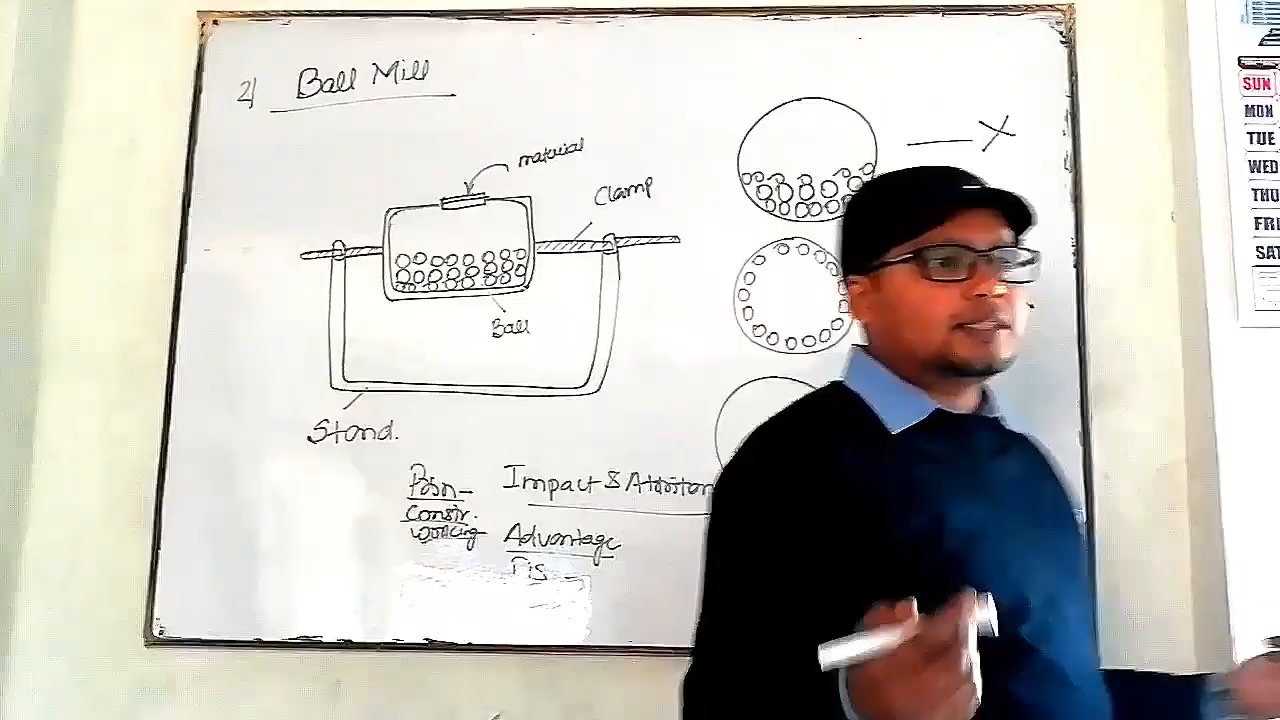 2) Ball Mill
material
Clamp
Ball
Stand.
Impact & Attrition
Constr.
working
Advantage
SUN
MON
TUE
WED
THU
FRI
SAT